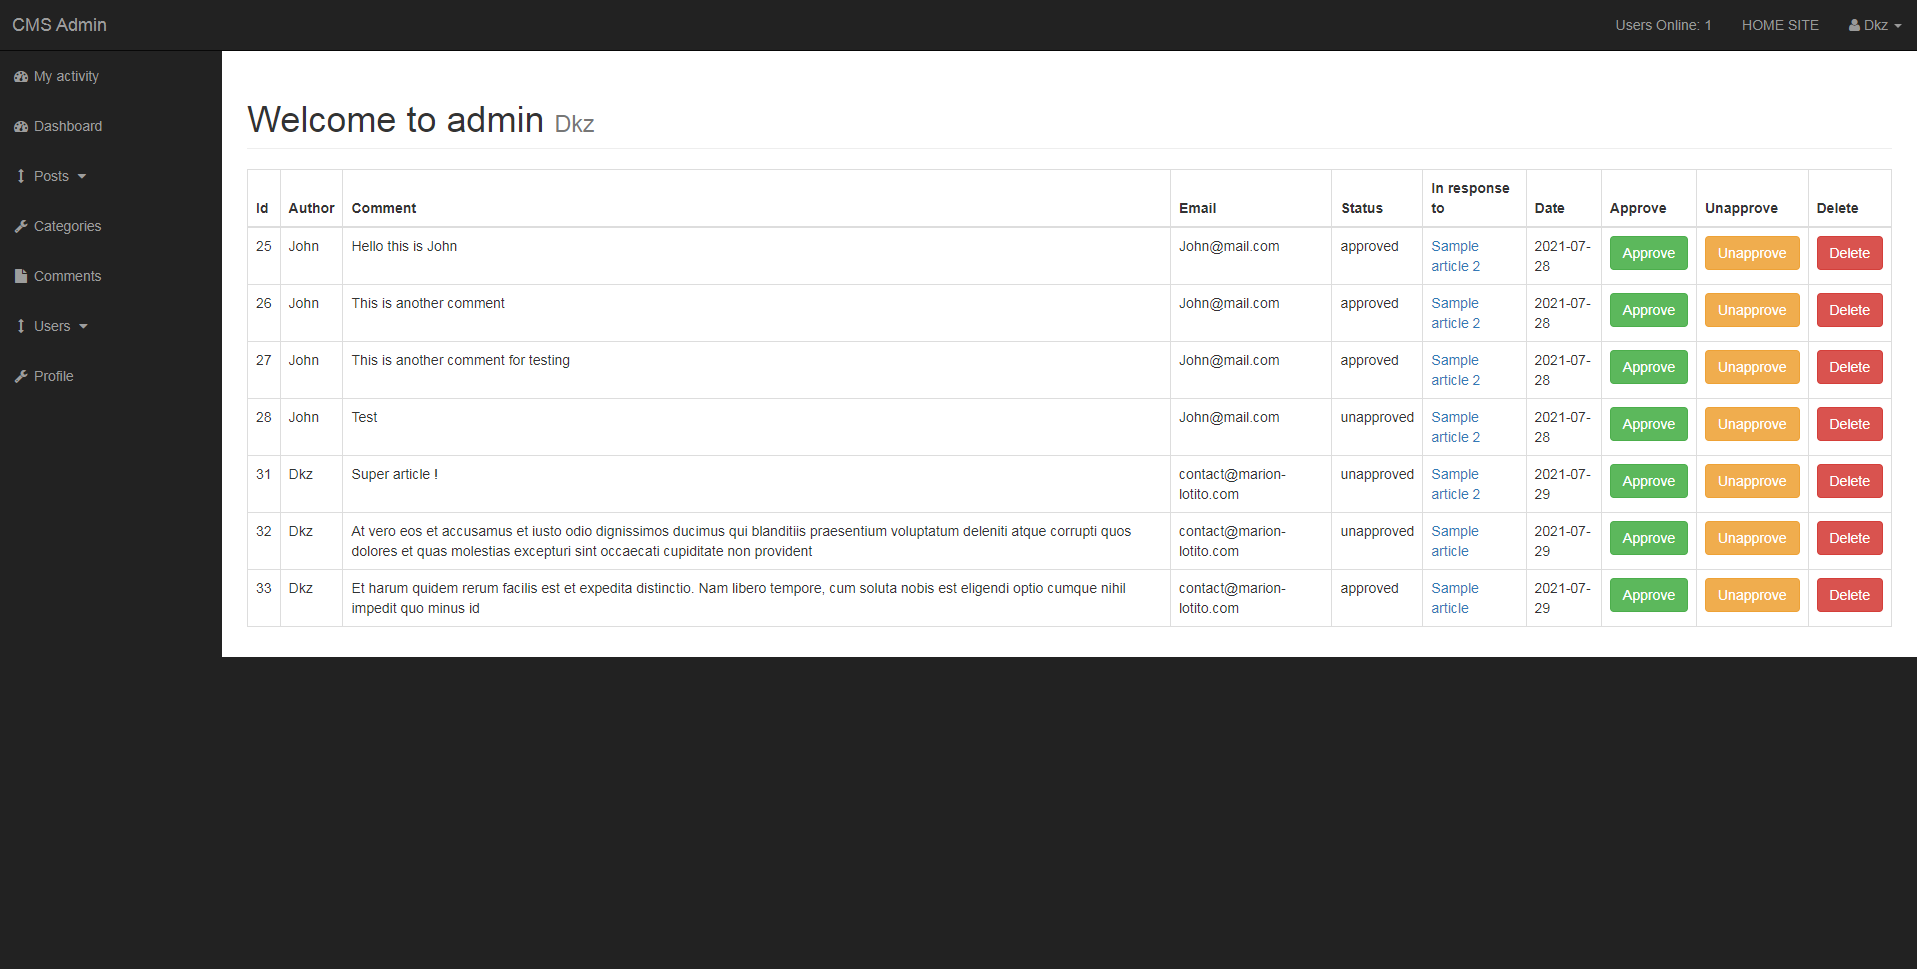 CMS Admin
Users Online: 1 HOME SITE Dkz
My activity
Dashboard
Posts
Categories
Comments
Users
Profile
Welcome to admin Dkz
Id Author Comment Email Status In response to Date Approve Unapprove Delete
25 John Hello this is John John@mail.com approved Sample article 2 2021-07-28 Approve Unapprove Delete
26 John This is another comment John@mail.com approved Sample article 2 2021-07-28 Approve Unapprove Delete
27 John This is another comment for testing John@mail.com approved Sample article 2 2021-07-28 Approve Unapprove Delete
28 John Test John@mail.com unapproved Sample article 2 2021-07-28 Approve Unapprove Delete
31 Dkz Super article ! contact@marion-lotito.com unapproved Sample article 2 2021-07-29 Approve Unapprove Delete
32 Dkz At vero eos et accusamus et iusto odio dignissimos ducimus qui blanditiis praesentium voluptatum deleniti atque corrupti quos dolores et quas molestias excepturi sint occaecati cupiditate non provident contact@marion-lotito.com unapproved Sample article 2021-07-29 Approve Unapprove Delete
33 Dkz Et harum quidem rerum facilis est et expedita distinctio. Nam libero tempore, cum soluta nobis est eligendi optio cumque nihil impedit quo minus id contact@marion-lotito.com approved Sample article 2021-07-29 Approve Unapprove Delete